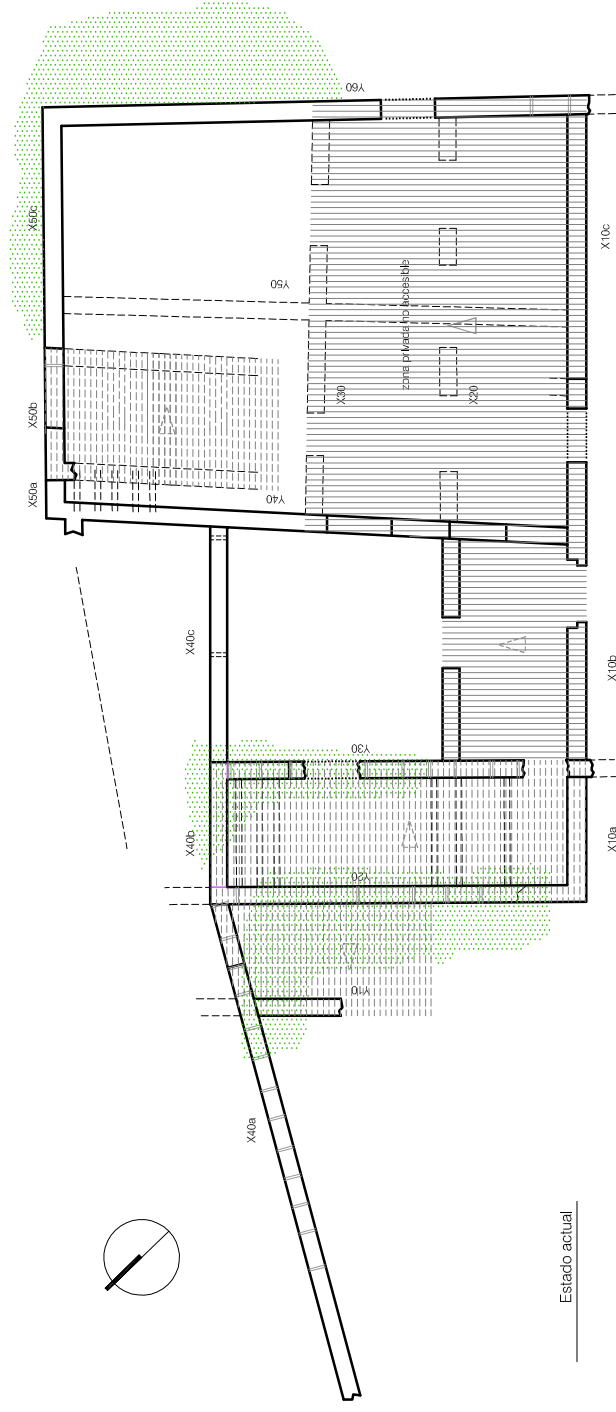 Y60
X50c
X10c
Y50
zona privada no accesible
X30
X20
X50b
X50a
Y40
X40c
X10b
Y30
X40b
X10a
Y20
Y10
X40a
Estado actual